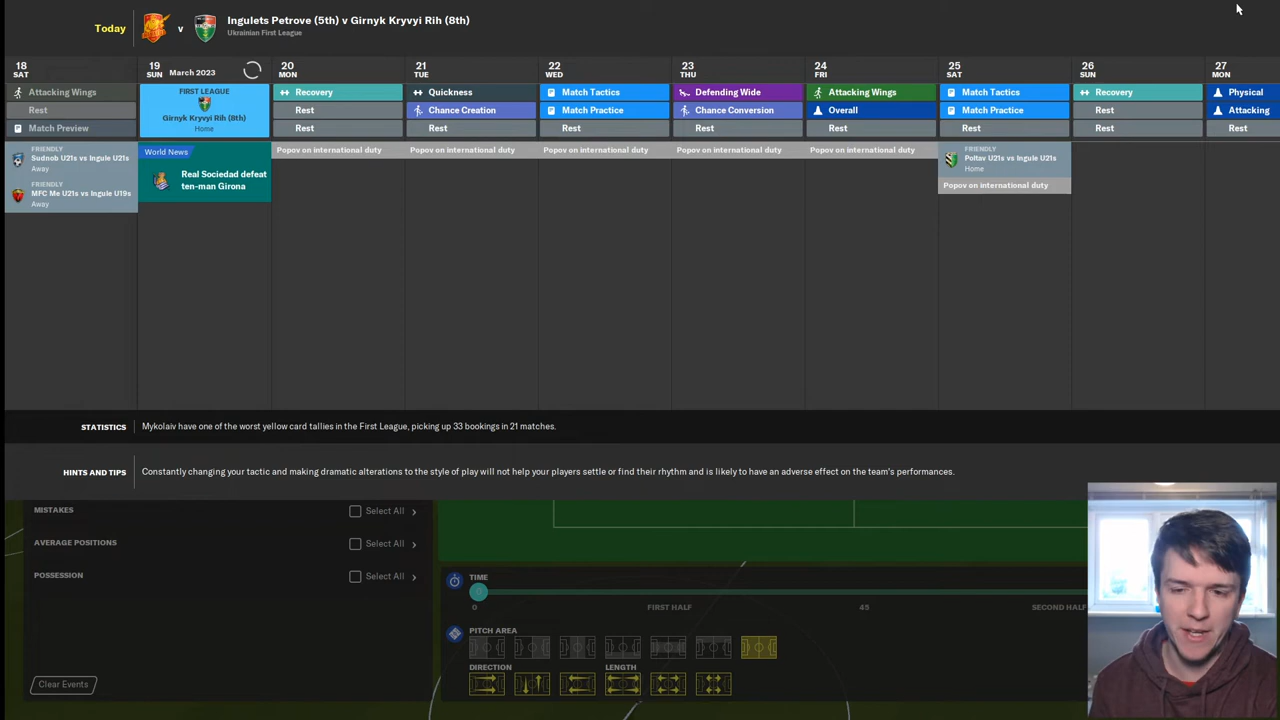 Today
v
Ingulets Petrove (5th) v Girnyk Kryvyi Rih (8th)
Ukrainian First League
18
SAT
19
SUN
March 2023
20
MON
21
TUE
22
WED
23
THU
24
FRI
25
SAT
26
SUN
27
MON
Attacking Wings
Rest
Match Preview
FIRST LEAGUE
Girnyk Kryvyi Rih (8th)
Home
Recovery
Rest
Rest
Quickness
Chance Creation
Rest
Match Tactics
Match Practice
Rest
Defending Wide
Chance Conversion
Rest
Attacking Wings
Overall
Rest
Match Tactics
Match Practice
Rest
Recovery
Rest
Rest
Physical
Attacking
Rest
FRIENDLY
Sudnob U21s vs Ingule U21s
Away
FRIENDLY
MFC Me U21s vs Ingule U19s
Away
World News
Real Sociedad defeat
ten-man Girona
Popov on international duty
Popov on international duty
Popov on international duty
Popov on international duty
Popov on international duty
FRIENDLY
Poltav U21s vs Ingule U21s
Home
Popov on international duty
STATISTICS
Mykolaiv have one of the worst yellow card tallies in the First League, picking up 33 bookings in 21 matches.
HINTS AND TIPS
Constantly changing your tactic and making dramatic alterations to the style of play will not help your players settle or find their rhythm and is likely to have an adverse effect on the team's performances.
MISTAKES
Select All
AVERAGE POSITIONS
Select All
POSSESSION
Select All
Clear Events
TIME
0
0
FIRST HALF
45
SECOND HALF
PITCH AREA
DIRECTION
LENGTH